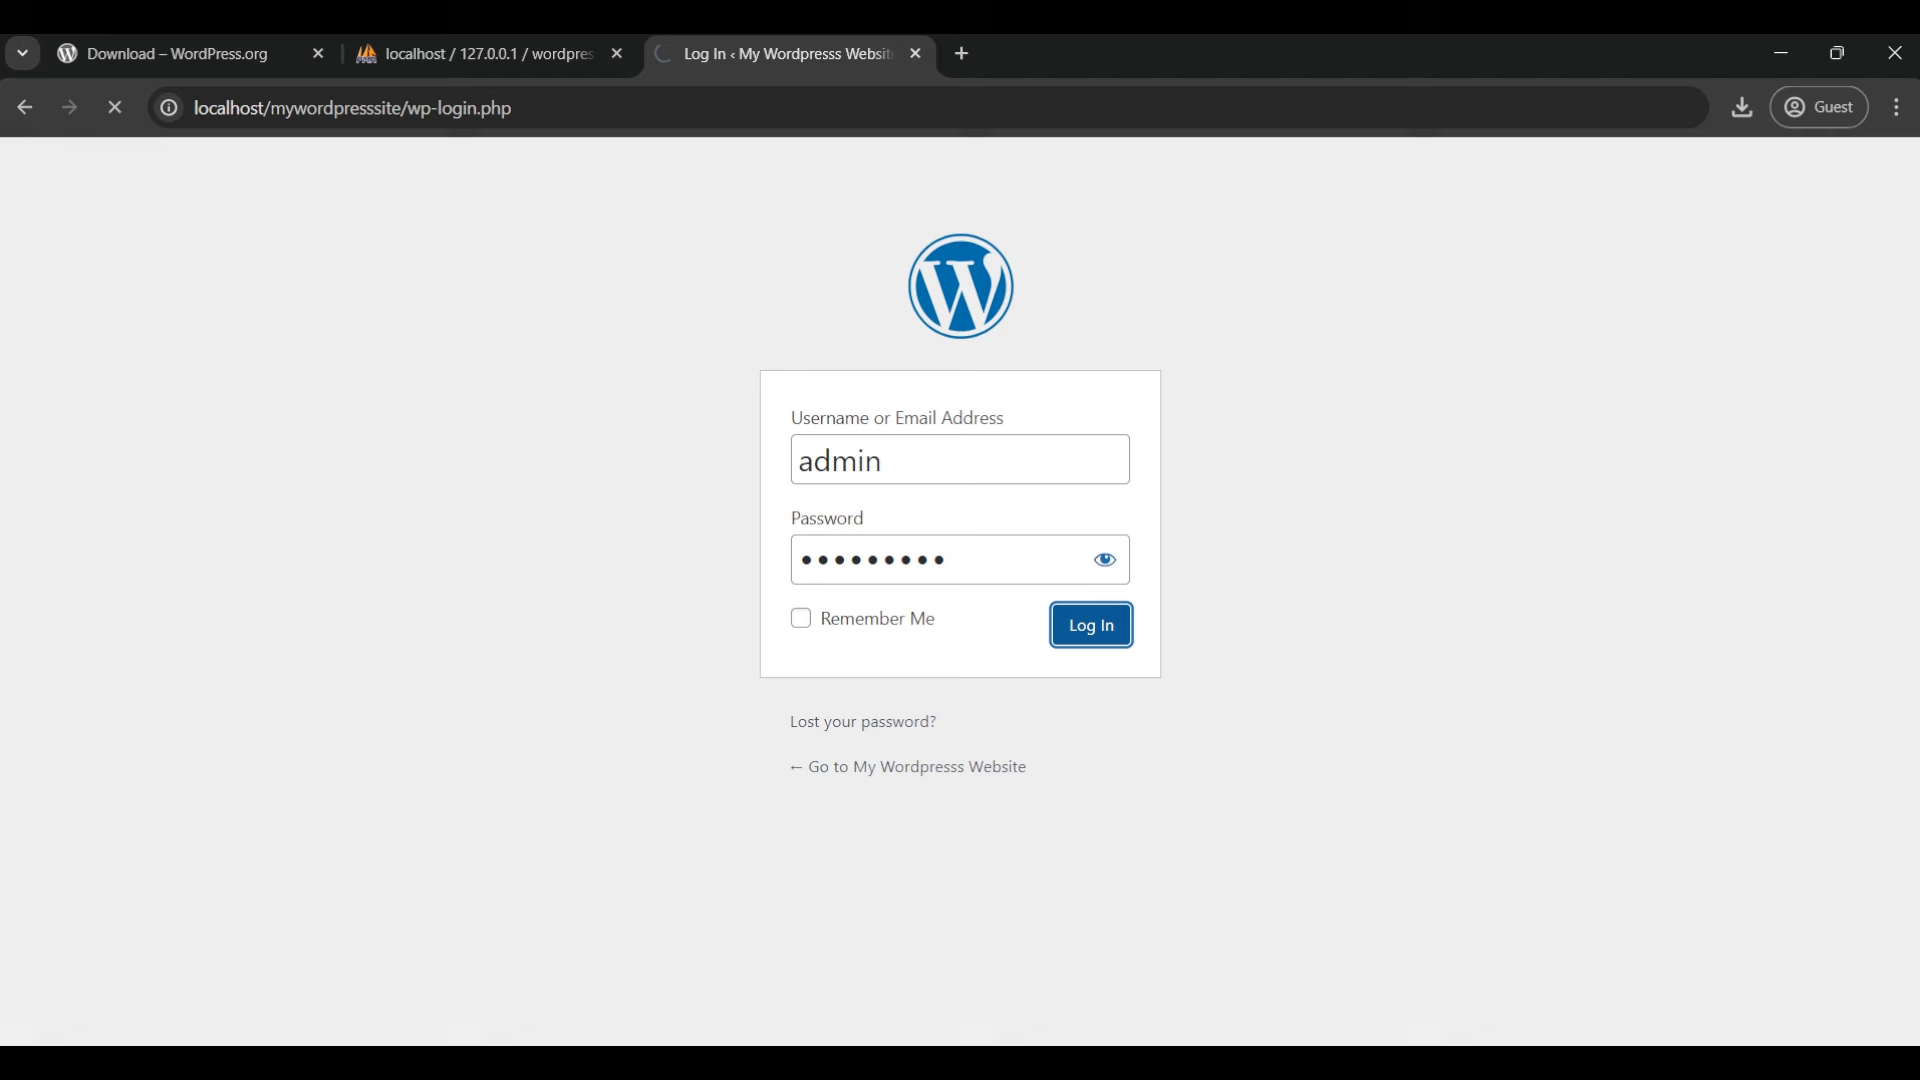 Download – WordPress.org
localhost / 127.0.0.1 / wordpres
Log In ‹ My Wordpresss Websit
localhost/mywordpresssite/wp-login.php
Guest
Username or Email Address
admin
Password
Remember Me
Log In
Lost your password?
← Go to My Wordpresss Website